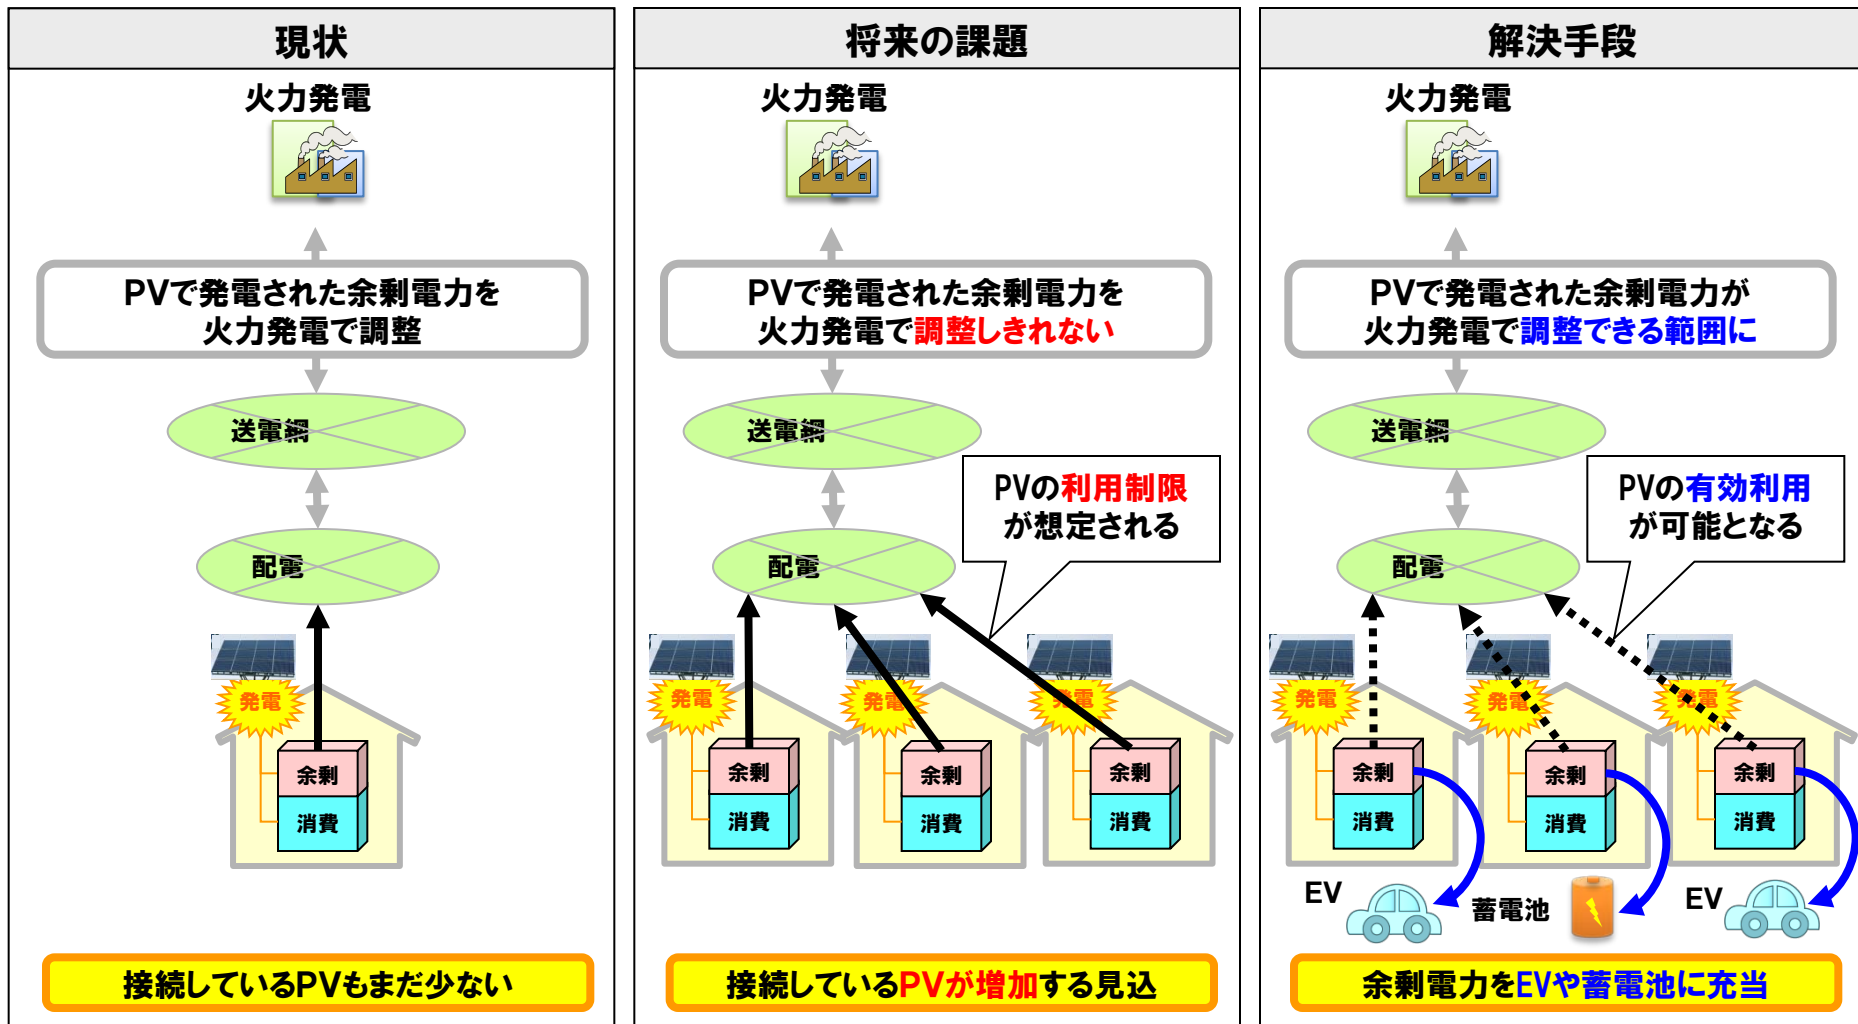 現状
火力発電
PVで発電された余剰電力を
火力発電で調整
送電網
配電
発電
余剰
消費
接続しているPVもまだ少ない
将来の課題
火力発電
PVで発電された余剰電力を
火力発電で調整しきれない
送電網
PVの利用制限
が想定される
配電
発電
発電
発電
余剰
余剰
余剰
消費
消費
消費
接続しているPVが増加する見込
解決手段
火力発電
PVで発電された余剰電力が
火力発電で調整できる範囲に
送電網
PVの有効利用
が可能となる
配電
発電
発電
発電
余剰
余剰
余剰
消費
消費
消費
EV
蓄電池
EV
余剰電力をEVや蓄電池に充当